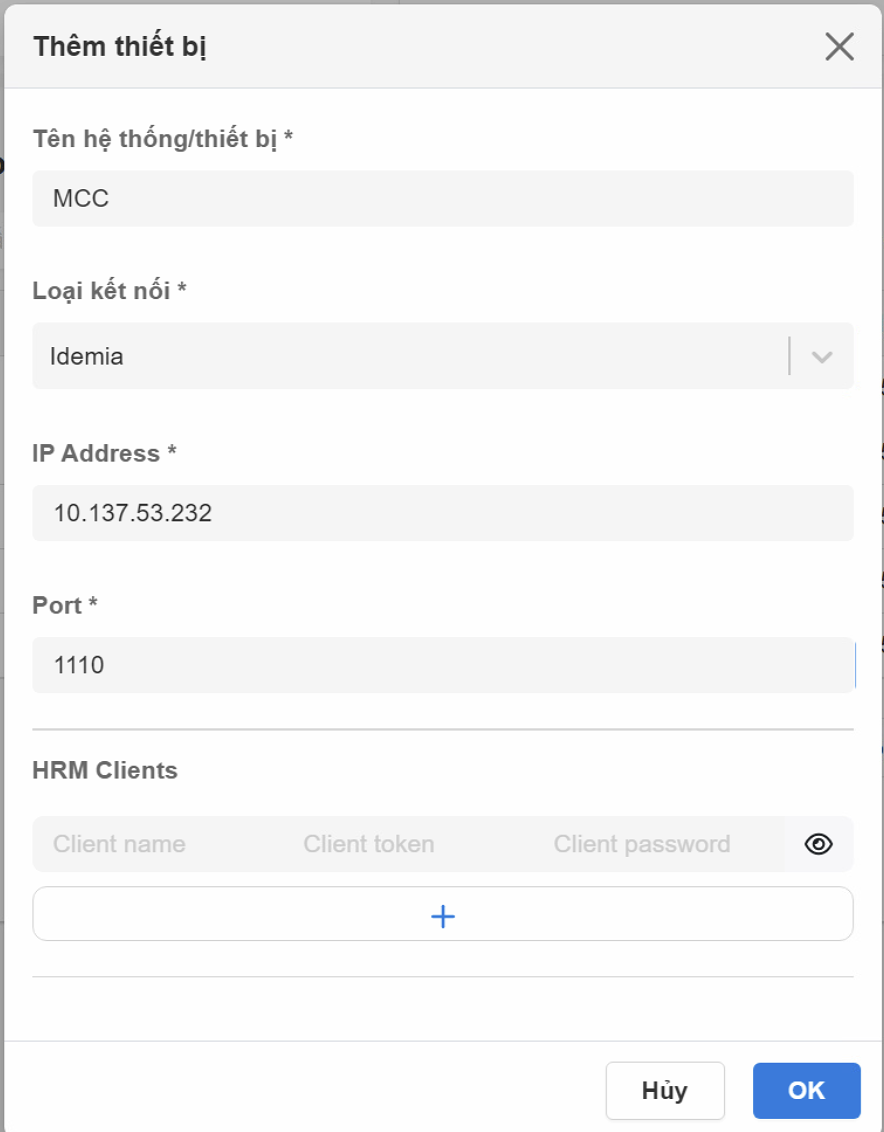 Thêm thiết bị
Tên hệ thống/thiết bị *
MCC
Loại kết nối *
Idemia
IP Address *
10.137.53.232
Port *
1110
HRM Clients
Client name Client token Client password
Hủy OK